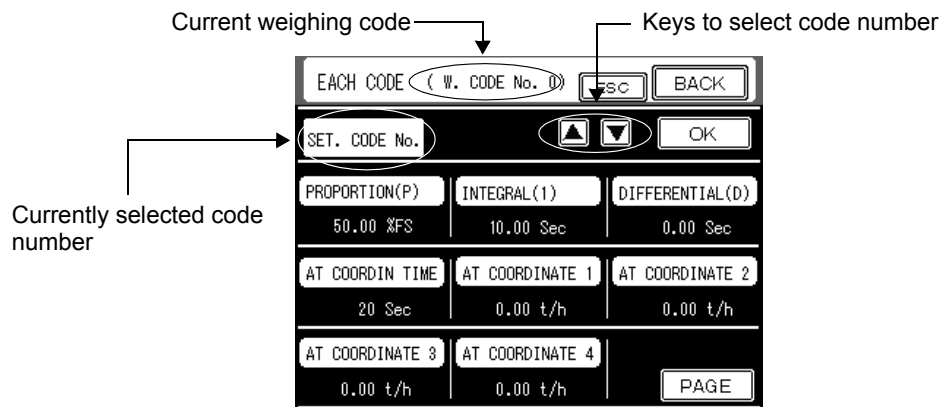 Current weighing code
Keys to select code number
EACH CODE ( W. CODE No. 0)
ESC
BACK
SET. CODE No.
▲ ▼
OK
PROPORTION(P)
INTEGRAL(1)
DIFFERENTIAL(D)
50.00 %FS
10.00 Sec
0.00 Sec
Currently selected code
number
AT COORDIN TIME
AT COORDINATE 1
AT COORDINATE 2
20 Sec
0.00 t/h
0.00 t/h
AT COORDINATE 3
AT COORDINATE 4
0.00 t/h
0.00 t/h
PAGE